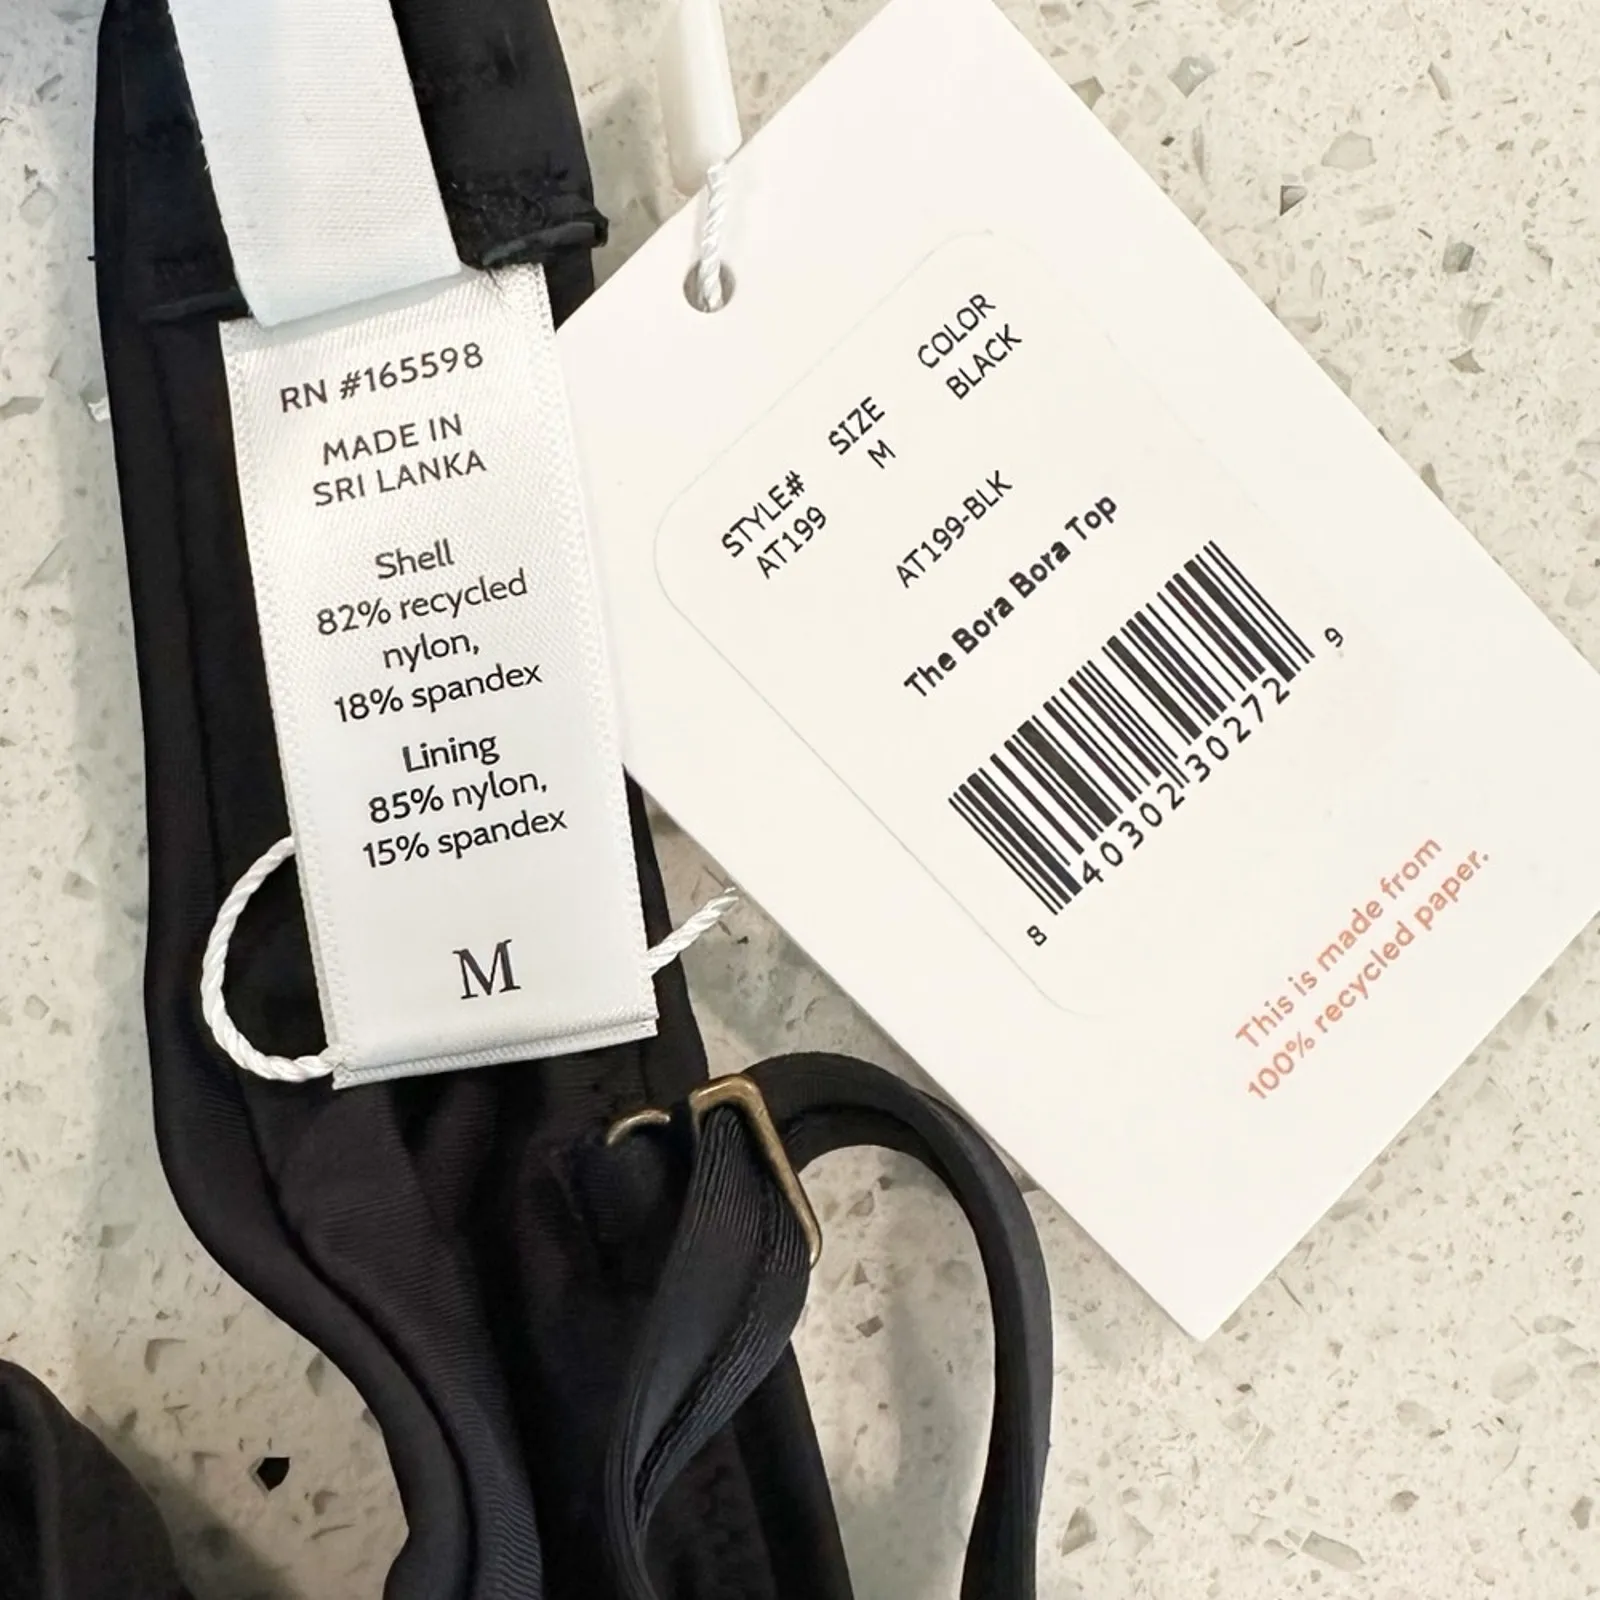 RN #165598
MADE IN
SRI LANKA
Shell
82% recycled
nylon,
18% spandex
Lining
85% nylon,
15% spandex
M
STYLE# SIZE COLOR
AT199 M BLACK
AT199-BLK
The Bora Bora Top
8 40302 30272 9
This is made from
100% recycled paper.